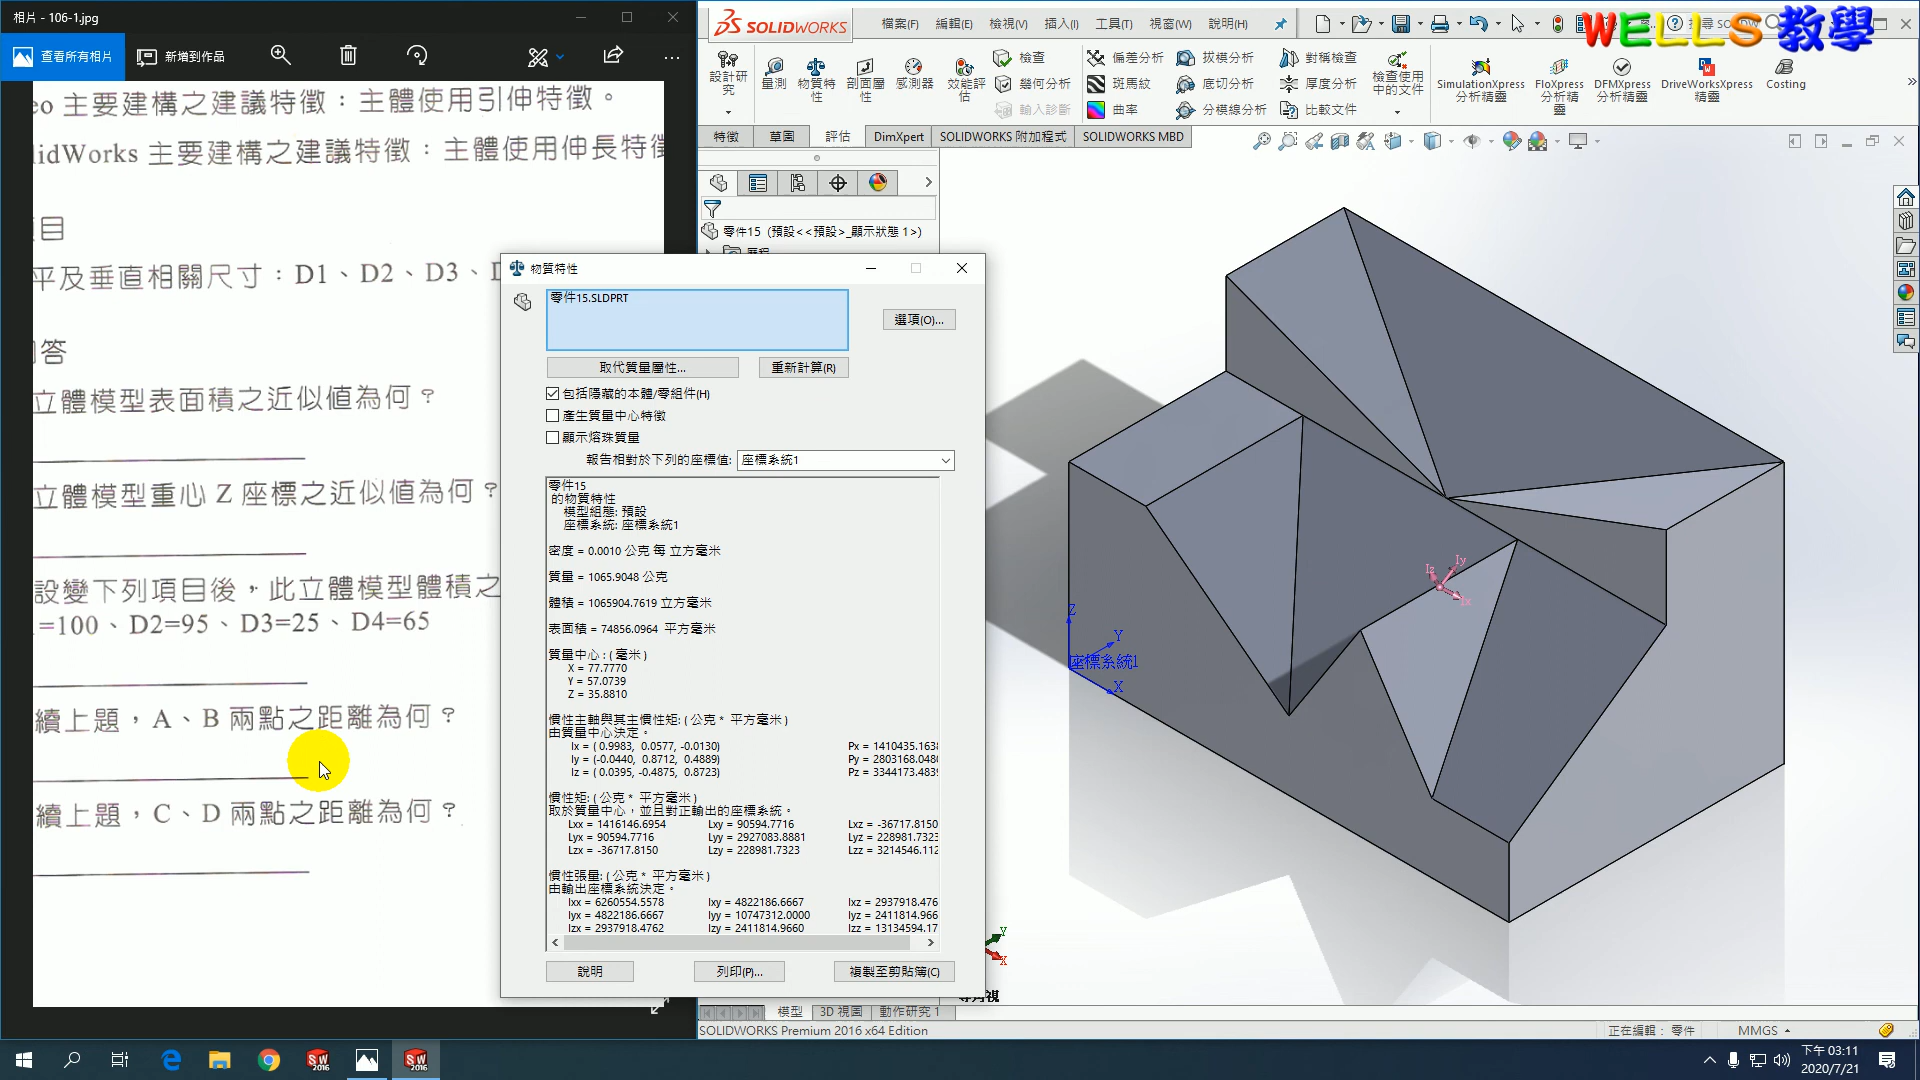 相片 - 106-1.jpg
查看所有相片
新增到作品
eo 主要建構之建議特徵：主體使用引伸特徵。
lidWorks 主要建構之建議特徵：主體使用伸長特徵
目
平及垂直相關尺寸：D1、D2、D3、D
答
立體模型表面積之近似值為何？
立體模型重心 Z 座標之近似值為何？
設變下列項目後，此立體模型體積之
=100、D2=95、D3=25、D4=65
續上題，A、B 兩點之距離為何？
續上題，C、D 兩點之距離為何？
SOLIDWORKS
檔案(F)
編輯(E)
檢視(V)
插入(I)
工具(T)
視窗(W)
說明(H)
WELLS教學
設計研究
量測
物質特性
剖面屬性
感測器
效能評估
檢查
幾何分析
輸入診斷
偏差分析
斑馬紋
曲率
拔模分析
底切分析
分模線分析
對稱檢查
厚度分析
比較文件
檢查使用中的文件
SimulationXpress 分析精靈
FloXpress 分析精靈
DFMXpress 分析精靈
DriveWorksXpress 精靈
Costing
特徵
草圖
評估
DimXpert
SOLIDWORKS 附加程式
SOLIDWORKS MBD
零件15 (預設<<預設>_顯示狀態 1>)
物質特性
零件15.SLDPRT
選項(O)...
取代質量屬性...
重新計算(R)
包括隱藏的本體/零組件(H)
產生質量中心特徵
顯示熔珠質量
報告相對於下列的座標值:
座標系統1
零件15
的物質特性
模型組態: 預設
座標系統: 座標系統1
密度 = 0.0010 公克 每 立方毫米
質量 = 1065.9048 公克
體積 = 1065904.7619 立方毫米
表面積 = 74856.0964 平方毫米
質量中心 : ( 毫米 )
X = 77.7770
Y = 57.0739
Z = 35.8810
慣性主軸與其主慣性矩: ( 公克 * 平方毫米 )
由質量中心決定。
Ix = ( 0.9983, 0.0577, -0.0130) Px = 1410435.163
Iy = (-0.0440, 0.8712, 0.4889) Py = 2803168.048
Iz = ( 0.0395, -0.4875, 0.8723) Pz = 3344173.483
慣性矩: ( 公克 * 平方毫米 )
取於質量中心，並且對正輸出的座標系統。
Lxx = 1416146.6954 Lxy = 90594.7716 Lxz = -36717.8150
Lyx = 90594.7716 Lyy = 2927083.8881 Lyz = 228981.7323
Lzx = -36717.8150 Lzy = 228981.7323 Lzz = 3214546.112
慣性張量: ( 公克 * 平方毫米 )
由輸出座標系統決定。
Ixx = 6260554.5578 Ixy = 4822186.6667 Ixz = 2937918.476
Iyx = 4822186.6667 Iyy = 10747312.0000 Iyz = 2411814.966
Izx = 2937918.4762 Izy = 2411814.9660 Izz = 13134594.17
說明
列印(P)...
複製至剪貼簿(C)
Z
Y
座標系統1
X
Iz
Iy
Ix
Y
X
模型
3D 視圖
動作研究 1
SOLIDWORKS Premium 2016 x64 Edition
正在編輯： 零件
MMGS
下午 03:11
2020/7/21